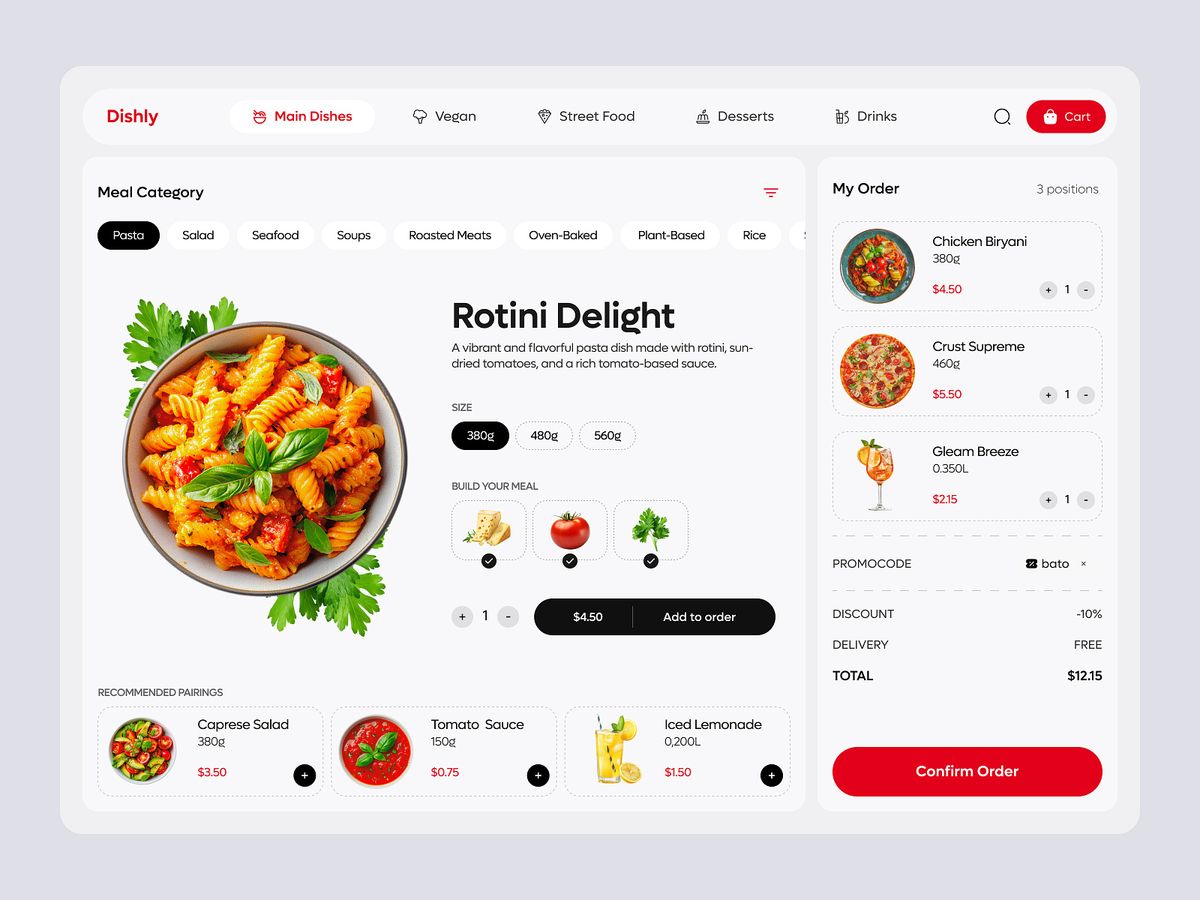 Dishly
Main Dishes
Vegan
Street Food
Desserts
Drinks
Cart
Meal Category
Pasta
Salad
Seafood
Soups
Roasted Meats
Oven-Baked
Plant-Based
Rice
Rotini Delight
A vibrant and flavorful pasta dish made with rotini, sun-
dried tomatoes, and a rich tomato-based sauce.
SIZE
380g
480g
560g
BUILD YOUR MEAL
+ 1 -
$4.50
Add to order
RECOMMENDED PAIRINGS
Caprese Salad
380g
$3.50
+
Tomato Sauce
150g
$0.75
+
Iced Lemonade
0,200L
$1.50
+
My Order
3 positions
Chicken Biryani
380g
$4.50
+ 1 -
Crust Supreme
460g
$5.50
+ 1 -
Gleam Breeze
0.350L
$2.15
+ 1 -
PROMOCODE
bato ×
DISCOUNT
-10%
DELIVERY
FREE
TOTAL
$12.15
Confirm Order